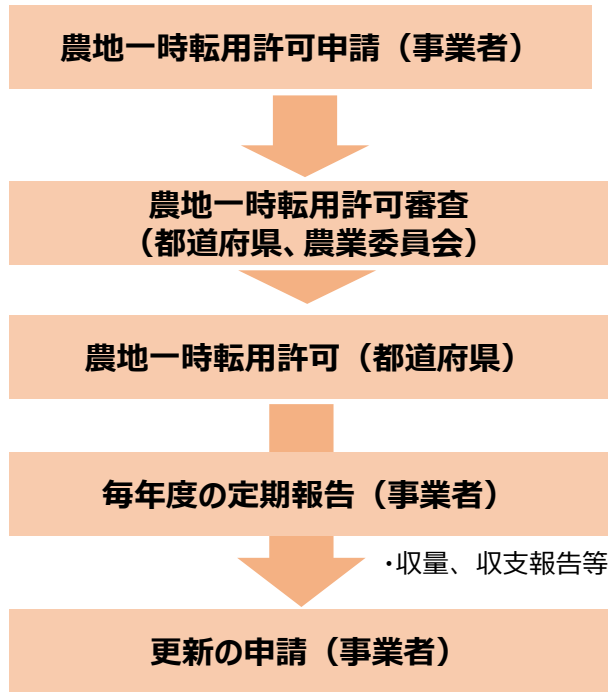 農地一時転用許可申請（事業者）
農地一時転用許可審査
（都道府県、農業委員会）
農地一時転用許可（都道府県）
毎年度の定期報告（事業者）
・収量、収支報告等
更新の申請（事業者）